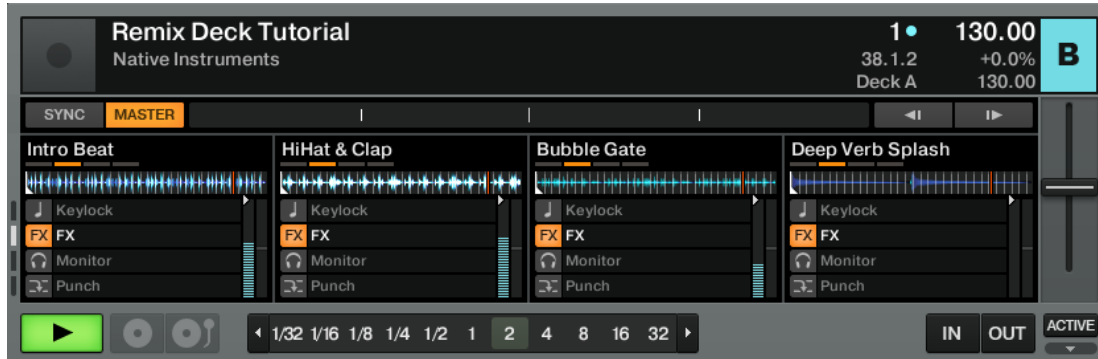 Remix Deck Tutorial 1 130.00
Native Instruments 38.1.2 +0.0% B
Deck A 130.00
SYNC MASTER
Intro Beat HiHat & Clap Bubble Gate Deep Verb Splash
Keylock Keylock Keylock Keylock
FX FX FX FX FX FX FX FX
Monitor Monitor Monitor Monitor
Punch Punch Punch Punch
1/32 1/16 1/8 1/4 1/2 1 2 4 8 16 32 IN OUT ACTIVE